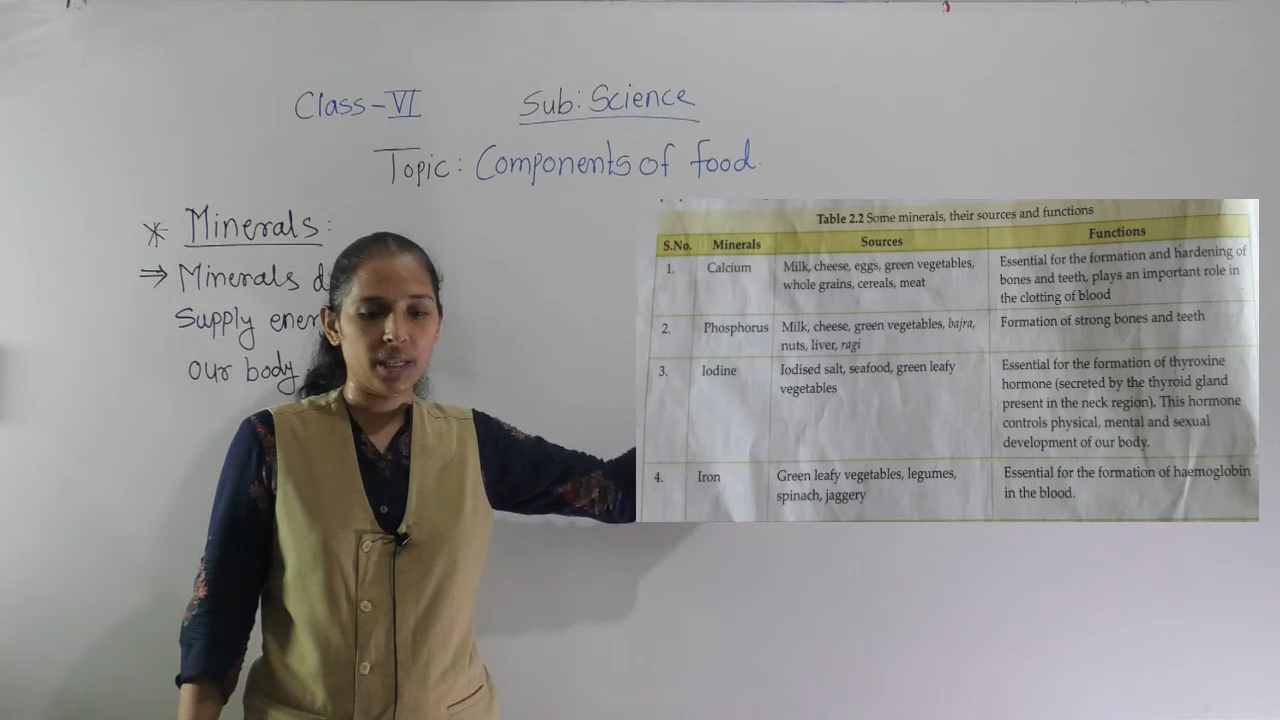 Class-VI Sub: Science
Topic: Components of food.
* Minerals:
⇒ Minerals d
Supply ener
our body
Table 2.2 Some minerals, their sources and functions
S.No. Minerals Sources Functions
1. Calcium Milk, cheese, eggs, green vegetables, whole grains, cereals, meat Essential for the formation and hardening of bones and teeth, plays an important role in the clotting of blood
2. Phosphorus Milk, cheese, green vegetables, bajra, nuts, liver, ragi Formation of strong bones and teeth
3. Iodine Iodised salt, seafood, green leafy vegetables Essential for the formation of thyroxine hormone (secreted by the thyroid gland present in the neck region). This hormone controls physical, mental and sexual development of our body.
4. Iron Green leafy vegetables, legumes, spinach, jaggery Essential for the formation of haemoglobin in the blood.